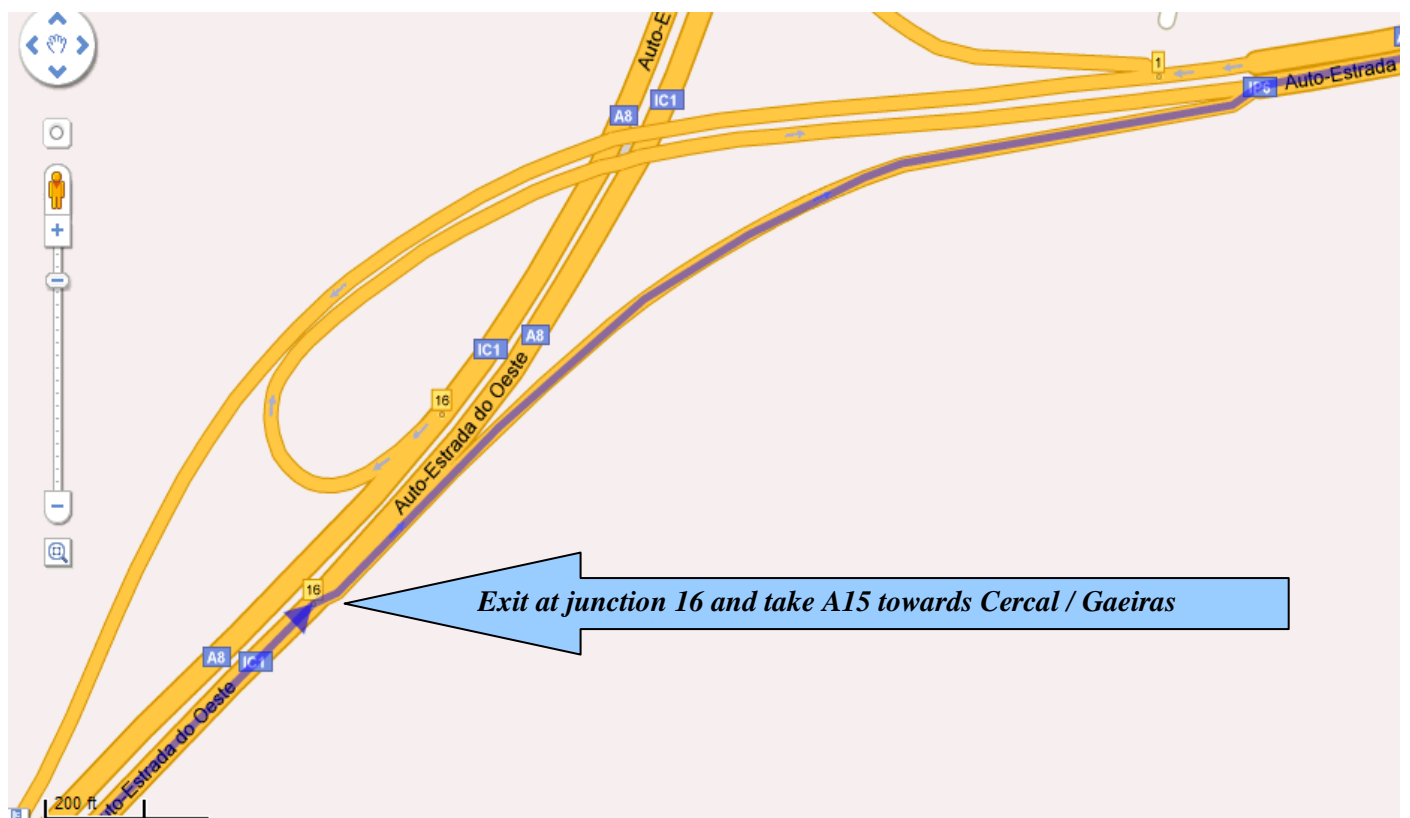 Auto-E
A8
IC1
1
IP6
Auto-Estrada
16
IC1
A8
Auto-Estrada do Oeste
16
Exit at junction 16 and take A15 towards Cercal / Gaeiras
A8
IC1
uto-Estrada do Oeste
200 ft